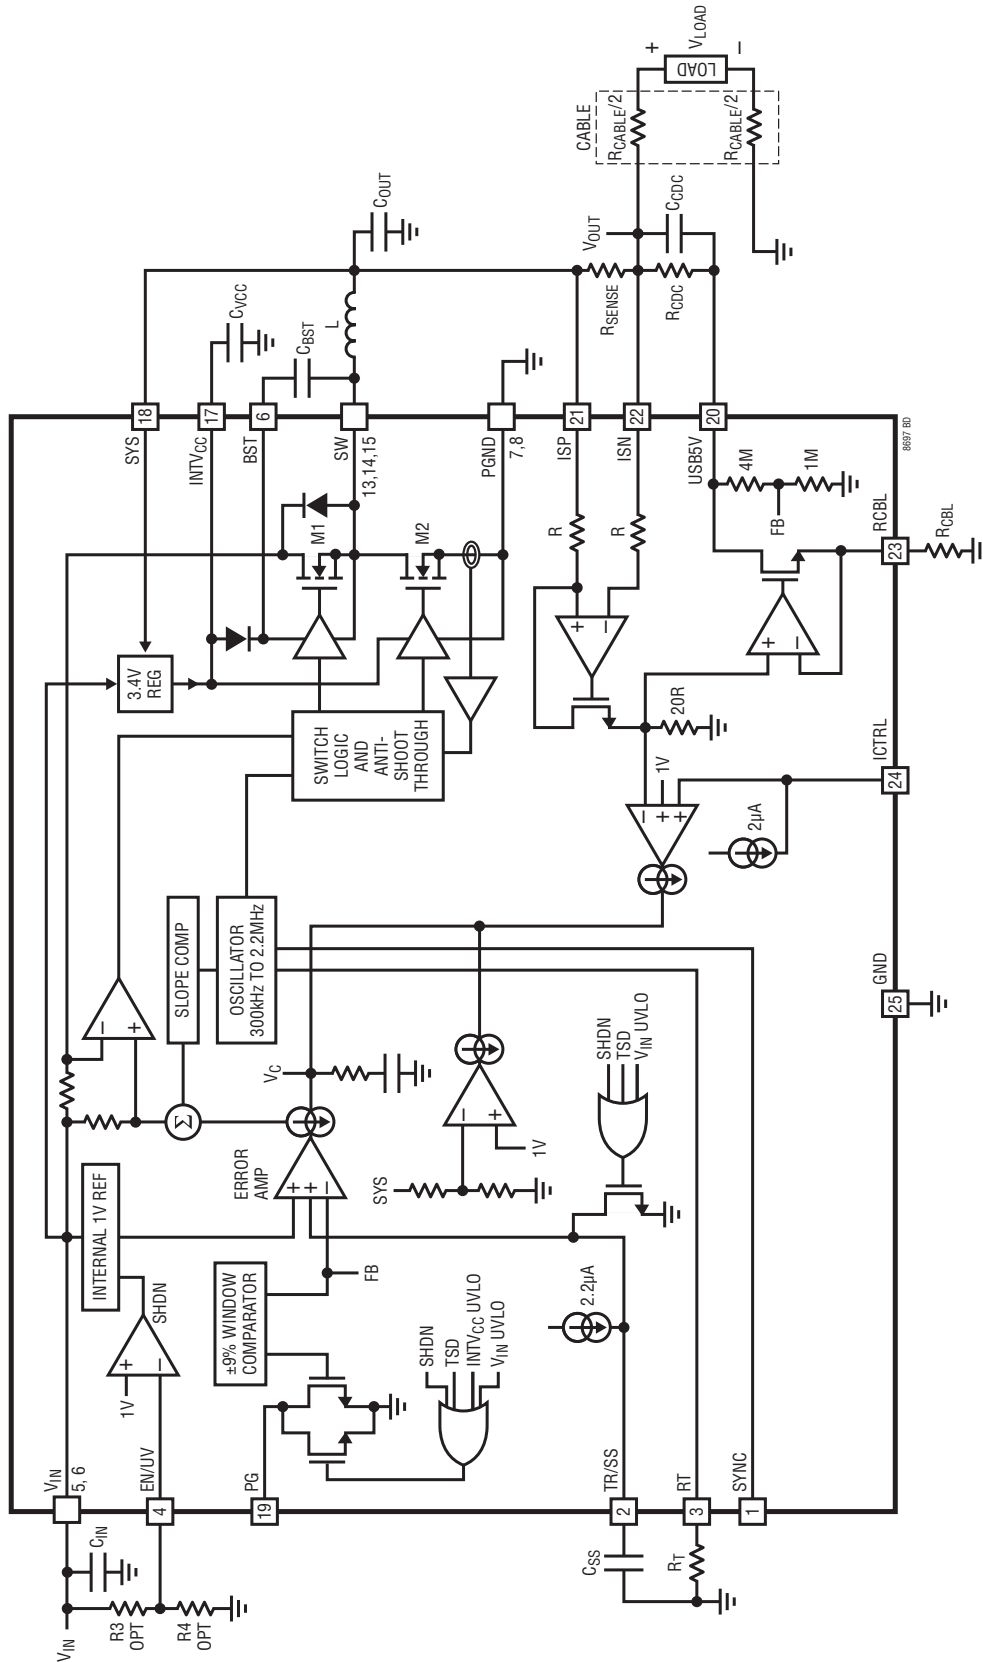 VIN
CIN
R3
OPT
R4
OPT
VIN
5, 6
EN/UV
4
1V
+
–
SHDN
INTERNAL 1V REF
PG
19
±9% WINDOW
COMPARATOR
FB
SHDN
TSD
INTVCC UVLO
VIN UVLO
ERROR
AMP
+
+
–
Σ
VC
–
+
SLOPE COMP
OSCILLATOR
300kHz TO 2.2MHz
SYS
–
+
1V
SHDN
TSD
VIN UVLO
2.2µA
TR/SS
2
CSS
RT
3
RT
SYNC
1
GND
25
3.4V
REG
SWITCH
LOGIC
AND
ANTI-
SHOOT
THROUGH
M1
M2
SYS
18
INTVCC
17
CVCC
BST
6
CBST
SW
13,14,15
L
COUT
PGND
7,8
ISP
21
R
ISN
22
R
+
–
20R
–
+
+
1V
2µA
ICTRL
24
+
–
USB5V
20
4M
FB
1M
RCBL
23
RCBL
RSENSE
RCDC
CCDC
VOUT
CABLE
RCABLE/2
RCABLE/2
LOAD
+
VLOAD
–
8697 BD